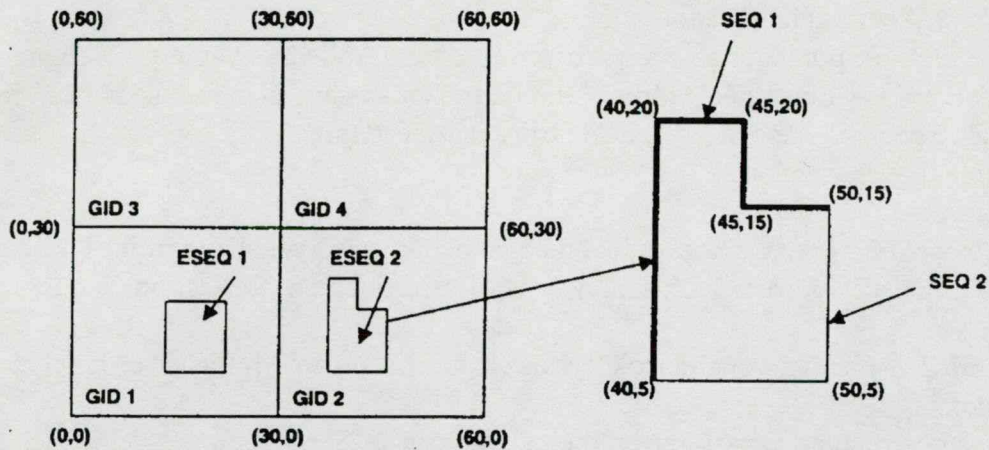 (0,60) (30,60) (60,60)
SEQ 1
(40,20) (45,20)
GID 3 GID 4
(50,15)
(0,30) (60,30)
(45,15)
ESEQ 1 ESEQ 2
SEQ 2
(40,5) (50,5)
GID 1 GID 2
(0,0) (30,0) (60,0)